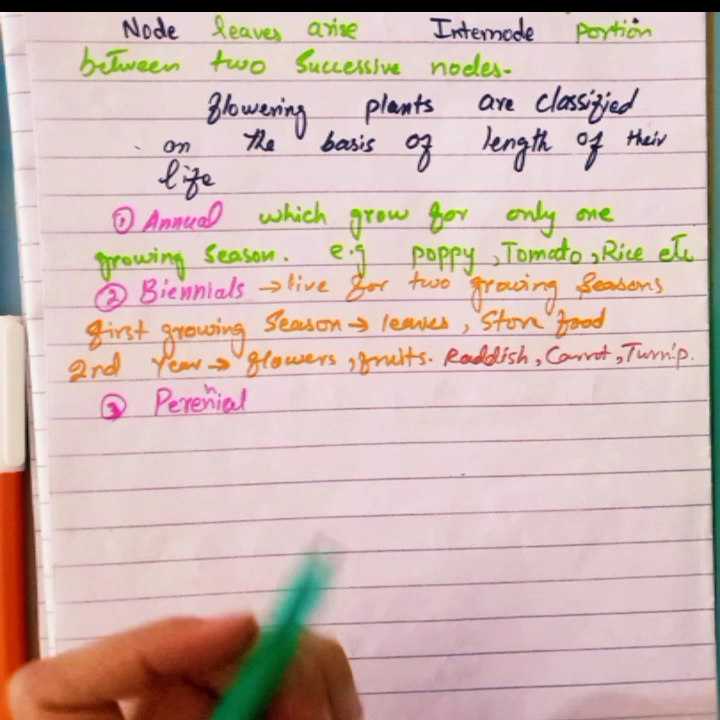 Node leaves arise Internode portion
between two Successive nodes-
flowering plants are classified
on the basis of length of their
life
① Annual which grow for only one
growing Season. e.g poppy, Tomato, Rice etc
② Biennials → live for two growing Seasons
first growing Season → leaves, Store food
2nd Year → flowers, fruits. Raddish, Carrot, Turnip.
③ Perennial